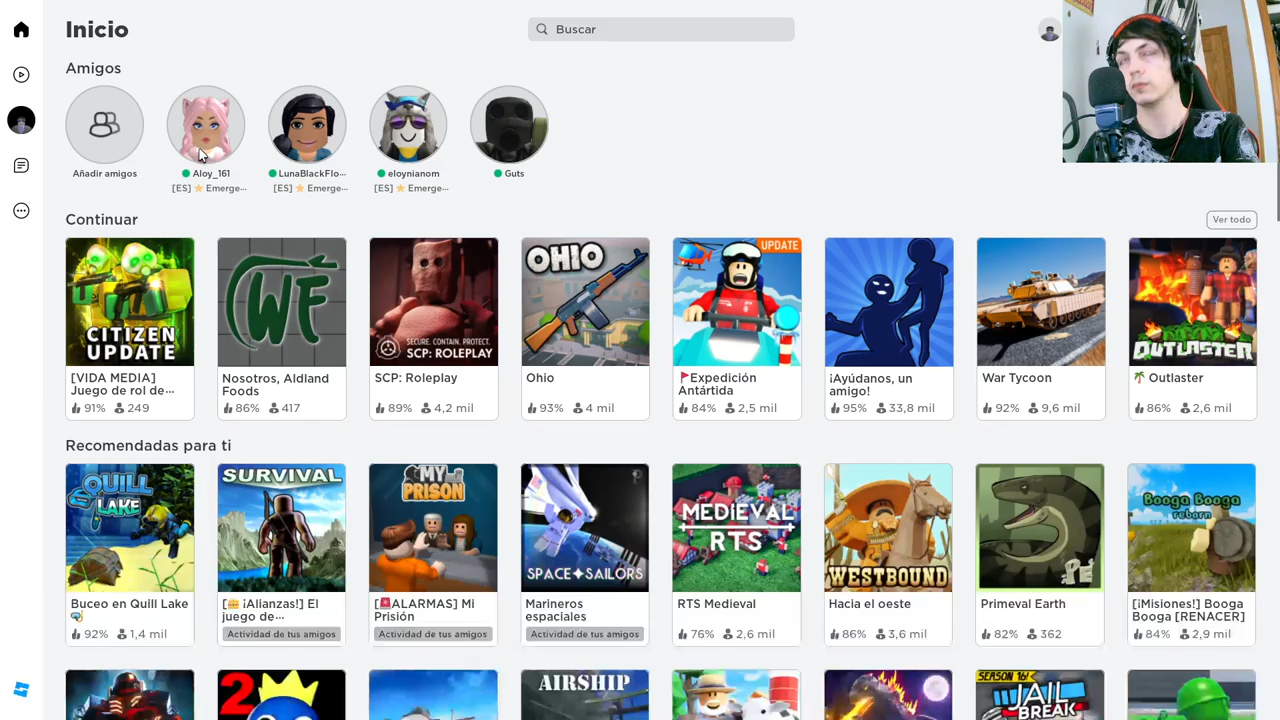 Inicio
Buscar
Amigos
Añadir amigos
Aloy_161
LunaBlackFlo...
eloynianom
Guts
[ES] ⭐ Emerge...
[ES] ⭐ Emerge...
[ES] ⭐ Emerge...
Continuar
Ver todo
CITIZEN
UPDATE
WF
SECURE. CONTAIN. PROTECT.
SCP: ROLEPLAY
OHIO
UPDATE
OUTLASTER
[VIDA MEDIA]
Juego de rol de...
91% 249
Nosotros, Aldland
Foods
86% 417
SCP: Roleplay
89% 4,2 mil
Ohio
93% 4 mil
🚩Expedición
Antártida
84% 2,5 mil
¡Ayúdanos, un
amigo!
95% 33,8 mil
War Tycoon
92% 9,6 mil
🌴 Outlaster
86% 2,6 mil
Recomendadas para ti
QUILL
LAKE
SURVIVAL
MY
PRISON
SPACE✦SAILORS
MEDIEVAL
RTS
WESTBOUND
PE
Booga Booga
reborn
Buceo en Quill Lake
🤿
92% 1,4 mil
[👑 ¡Alianzas!] El
juego de...
Actividad de tus amigos
[🚨ALARMAS] Mi
Prisión
Actividad de tus amigos
Marineros
espaciales
Actividad de tus amigos
RTS Medieval
76% 2,6 mil
Hacia el oeste
86% 3,6 mil
Primeval Earth
82% 362
[¡Misiones!] Booga
Booga [RENACER]
84% 2,9 mil
2
AIRSHIP
SEASON 16!
JAIL
BREAK